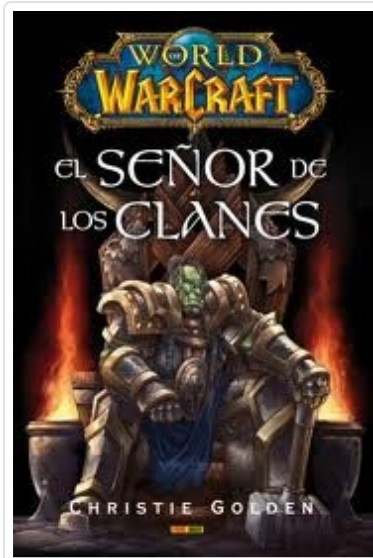 WORLD
OF
WARCRAFT
EL SEÑOR DE
LOS CLANES
CHRISTIE GOLDEN